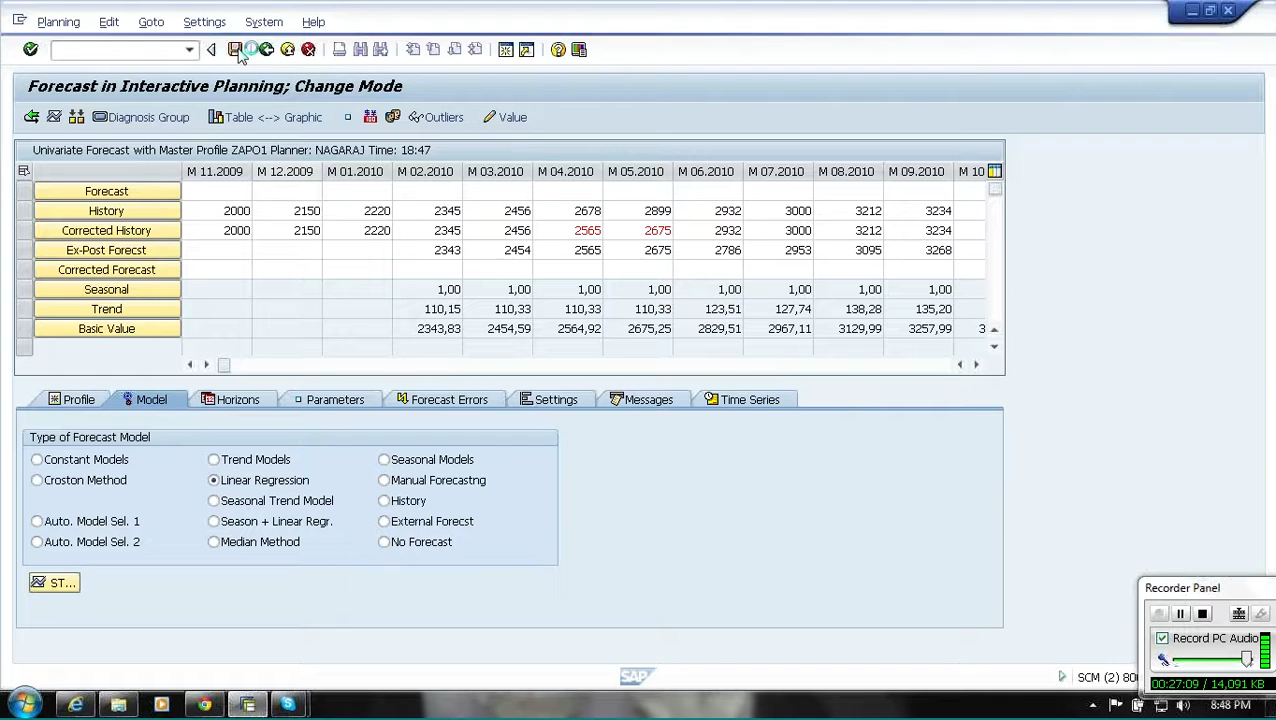 Planning Edit Goto Settings System Help
Forecast in Interactive Planning; Change Mode
Diagnosis Group Table <--> Graphic Outliers Value
Univariate Forecast with Master Profile ZAPO1 Planner: NAGARAJ Time: 18:47
M 11.2009 M 12.2009 M 01.2010 M 02.2010 M 03.2010 M 04.2010 M 05.2010 M 06.2010 M 07.2010 M 08.2010 M 09.2010 M 10
Forecast
History 2000 2150 2220 2345 2456 2678 2899 2932 3000 3212 3234
Corrected History 2000 2150 2220 2345 2456 2565 2675 2932 3000 3212 3234
Ex-Post Forecst 2343 2454 2565 2675 2786 2953 3095 3268
Corrected Forecast
Seasonal 1,00 1,00 1,00 1,00 1,00 1,00 1,00 1,00
Trend 110,15 110,33 110,33 110,33 123,51 127,74 138,28 135,20
Basic Value 2343,83 2454,59 2564,92 2675,25 2829,51 2967,11 3129,99 3257,99 3
Profile Model Horizons Parameters Forecast Errors Settings Messages Time Series
Type of Forecast Model
Constant Models Trend Models Seasonal Models
Croston Method Linear Regression Manual Forecastng
Seasonal Trend Model History
Auto. Model Sel. 1 Season + Linear Regr. External Forecst
Auto. Model Sel. 2 Median Method No Forecast
ST...
Recorder Panel
Record PC Audio
00:27:09 / 14,091 KB
SAP
SCM (2) 80
8:48 PM